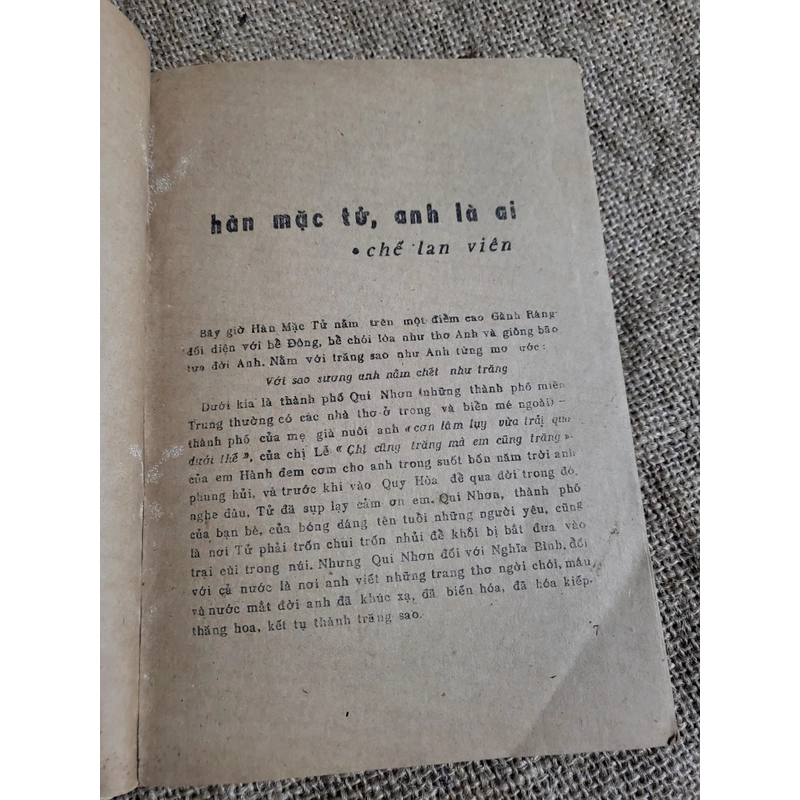 hàn mặc tử, anh là ai
• chế lan viên
Bây giờ Hàn Mặc Tử nằm trên một điểm cao Gành Ràng
đối diện với bể Đông, bể chói lòa như thơ Anh và giông bão
tựa đời Anh. Nằm với trăng sao như Anh từng mơ ước:
Với sao sương anh nằm chết như trăng
Dưới kia là thành phố Qui Nhơn (những thành phố miền
Trung thường có các nhà thơ ở trong và biển mé ngoài) –
thành phố của mẹ già nuôi anh «cơn lâm lụy vừa trải qua
dưới thế», của chị Lễ «Chị cũng trăng mà em cũng trăng»,
của em Hành đem cơm cho anh trong suốt bốn năm trời anh
phung hủi, và trước khi vào Quy Hòa để qua đời trong đó,
nghe đâu, Tử đã sụp lạy cảm ơn em. Qui Nhơn, thành phố
của bạn bè, của bóng dáng tên tuổi những người yêu, cũng
là nơi Tử phải trốn chui trốn nhủi để khỏi bị bắt đưa vào
trại cùi trong núi. Nhưng Qui Nhơn đối với Nghĩa Bình, đối
với cả nước là nơi anh viết những trang thơ ngời chói, máu
và nước mắt đời anh đã khúc xạ, đã biến hóa, đã hóa kiếp,
thăng hoa, kết tụ thành trăng sao.
7